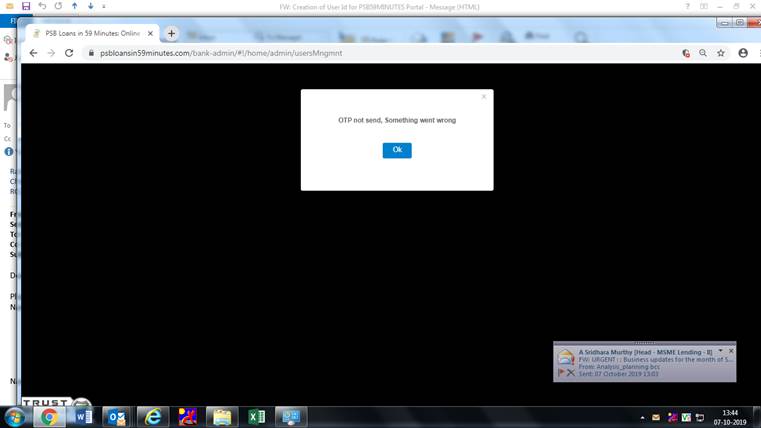 FW: Creation of User Id for PSB59MINUTES Portal - Message (HTML)
PSB Loans in 59 Minutes: Online
psbloansin59minutes.com/bank-admin/#!/home/admin/usersMngmnt
OTP not send, Something went wrong
Ok
To
A Sridhara Murthy [Head - MSME Lending - II]
FW: URGENT : : Business updates for the month of S...
From: Analysis_planning bcc
Sent: 07 October 2019 13:03
TRUST
13:44
07-10-2019